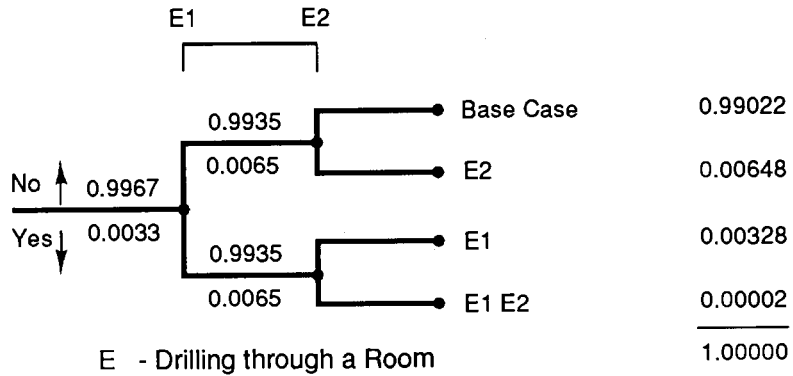 E1 E2
0.9935 Base Case 0.99022
0.0065 E2 0.00648
No 0.9967
Yes 0.0033
0.9935 E1 0.00328
0.0065 E1 E2 0.00002
1.00000
E - Drilling through a Room